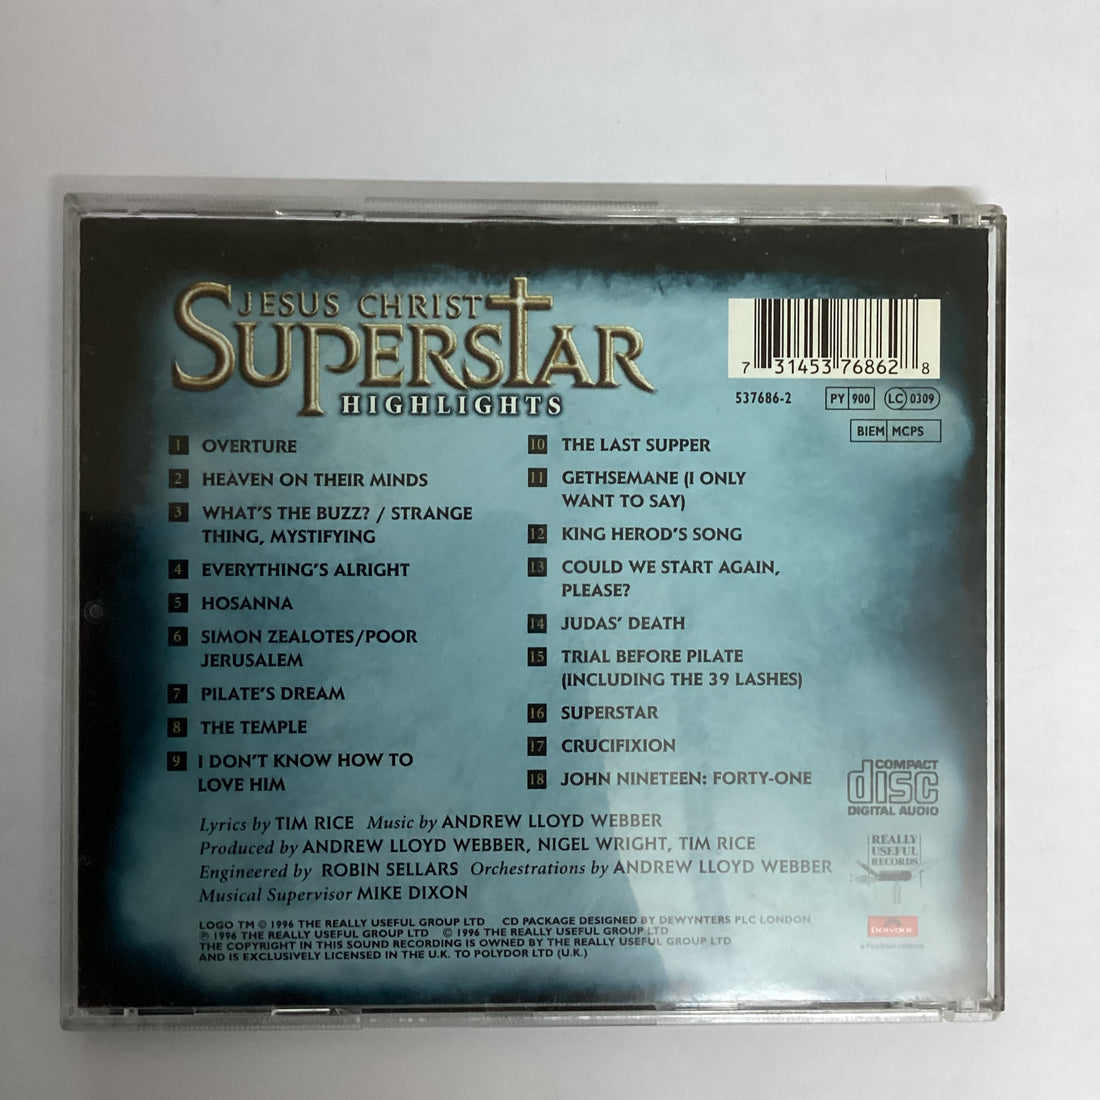 JESUS CHRIST
SUPERSTAR
HIGHLIGHTS
7 31453 76862 8
537686-2
PY 900
LC 0309
BIEM MCPS
1 OVERTURE
2 HEAVEN ON THEIR MINDS
3 WHAT'S THE BUZZ? / STRANGE
THING, MYSTIFYING
4 EVERYTHING'S ALRIGHT
5 HOSANNA
6 SIMON ZEALOTES/POOR
JERUSALEM
7 PILATE'S DREAM
8 THE TEMPLE
9 I DON'T KNOW HOW TO
LOVE HIM
10 THE LAST SUPPER
11 GETHSEMANE (I ONLY
WANT TO SAY)
12 KING HEROD'S SONG
13 COULD WE START AGAIN,
PLEASE?
14 JUDAS' DEATH
15 TRIAL BEFORE PILATE
(INCLUDING THE 39 LASHES)
16 SUPERSTAR
17 CRUCIFIXION
18 JOHN NINETEEN: FORTY-ONE
Lyrics by TIM RICE Music by ANDREW LLOYD WEBBER
Produced by ANDREW LLOYD WEBBER, NIGEL WRIGHT, TIM RICE
Engineered by ROBIN SELLARS Orchestrations by ANDREW LLOYD WEBBER
Musical Supervisor MIKE DIXON
LOGO TM © 1996 THE REALLY USEFUL GROUP LTD CD PACKAGE DESIGNED BY DEWYNTERS PLC LONDON
℗ 1996 THE REALLY USEFUL GROUP LTD © 1996 THE REALLY USEFUL GROUP LTD
THE COPYRIGHT IN THIS SOUND RECORDING IS OWNED BY THE REALLY USEFUL GROUP LTD
AND IS EXCLUSIVELY LICENSED IN THE U.K. TO POLYDOR LTD (U.K.)
COMPACT
disc
DIGITAL AUDIO
REALLY
USEFUL
RECORDS
polydor
a PolyGram company